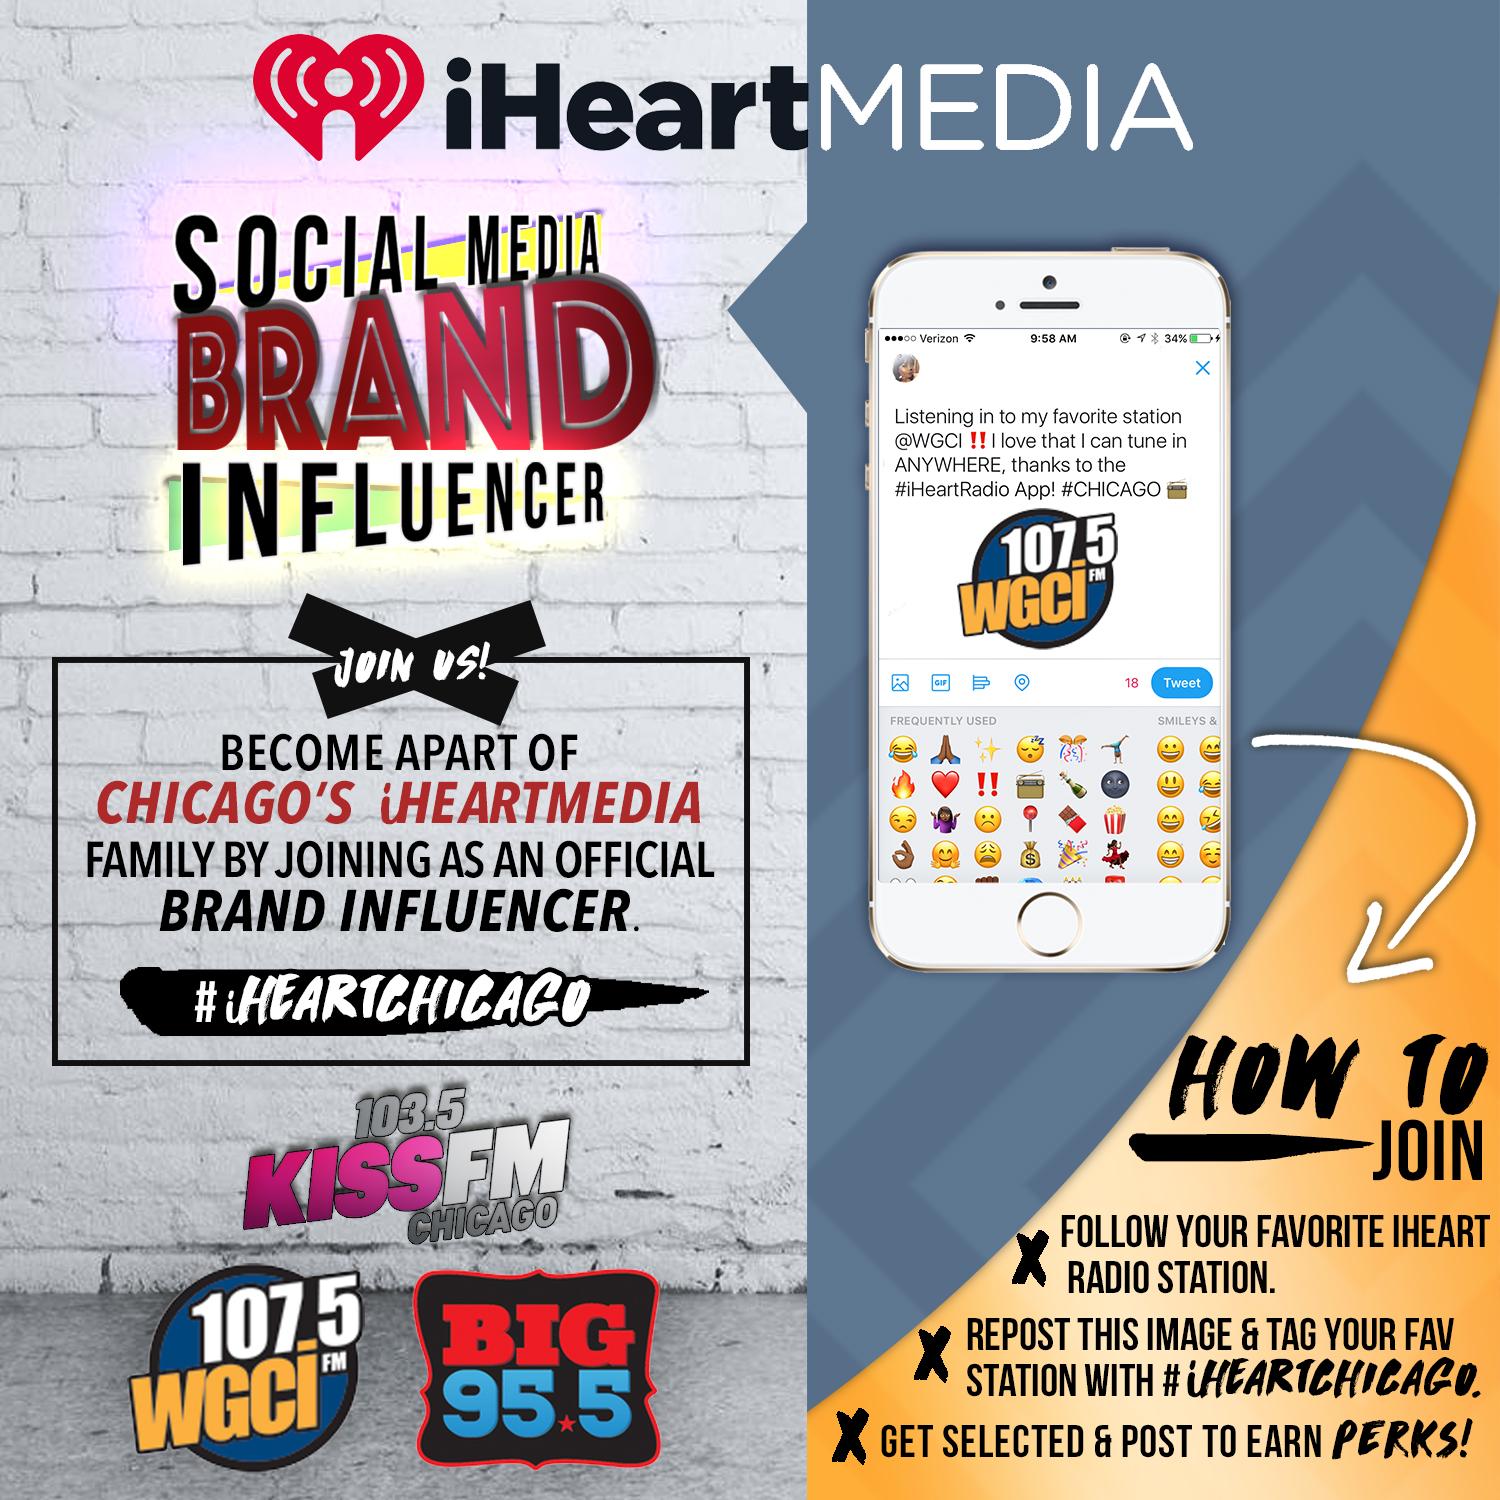 iHeartMEDIA
SOCIAL MEDIA
BRAND
INFLUENCER
JOIN US!
BECOME APART OF
CHICAGO'S iHEARTMEDIA
FAMILY BY JOINING AS AN OFFICIAL
BRAND INFLUENCER.
#iHEARTCHICAGO
103.5
KISSFM
CHICAGO
107.5
WGCi FM
BIG
95.5
Verizon 9:58 AM 34%
Listening in to my favorite station
@WGCI ‼️ I love that I can tune in
ANYWHERE, thanks to the
#iHeartRadio App! #CHICAGO 📻
107.5
WGCi FM
GIF 18 Tweet
FREQUENTLY USED SMILEYS &
HOW TO
JOIN
X FOLLOW YOUR FAVORITE IHEART
RADIO STATION.
X REPOST THIS IMAGE & TAG YOUR FAV
STATION WITH #iHEARTCHICAGO.
X GET SELECTED & POST TO EARN PERKS!